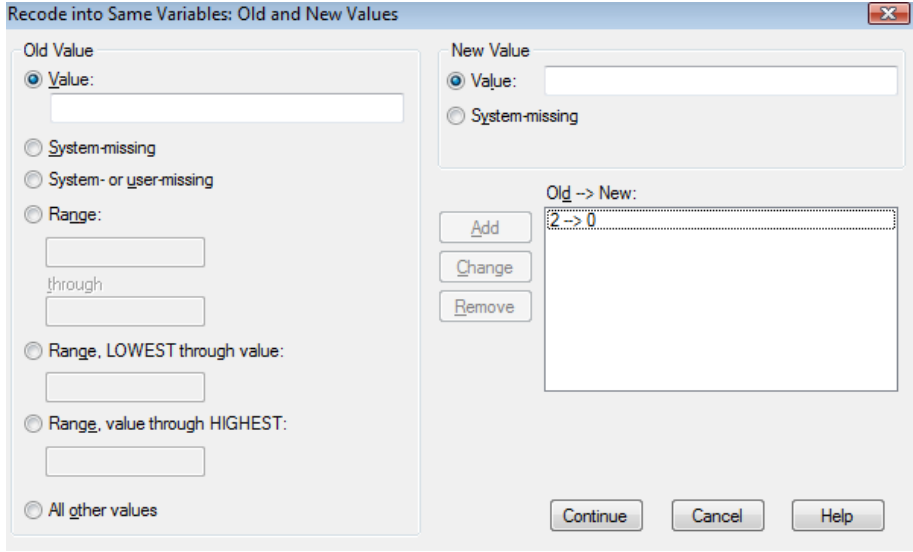 Recode into Same Variables: Old and New Values
Old Value
Value:
System-missing
System- or user-missing
Range:
through
Range, LOWEST through value:
Range, value through HIGHEST:
All other values
New Value
Value:
System-missing
Old --> New:
2 --> 0
Add
Change
Remove
Continue
Cancel
Help